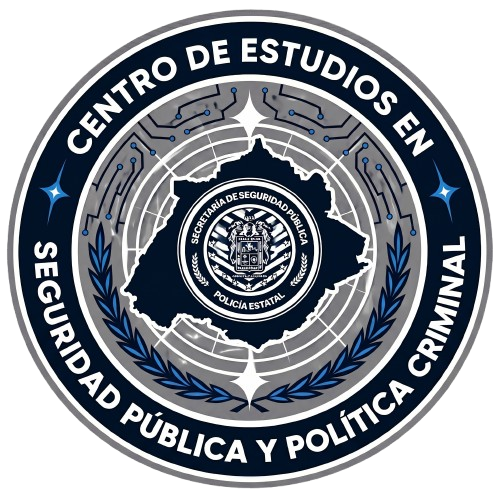 CENTRO DE ESTUDIOS EN
SEGURIDAD PÚBLICA Y POLÍTICA CRIMINAL
SECRETARÍA DE SEGURIDAD PÚBLICA
POLICÍA ESTATAL